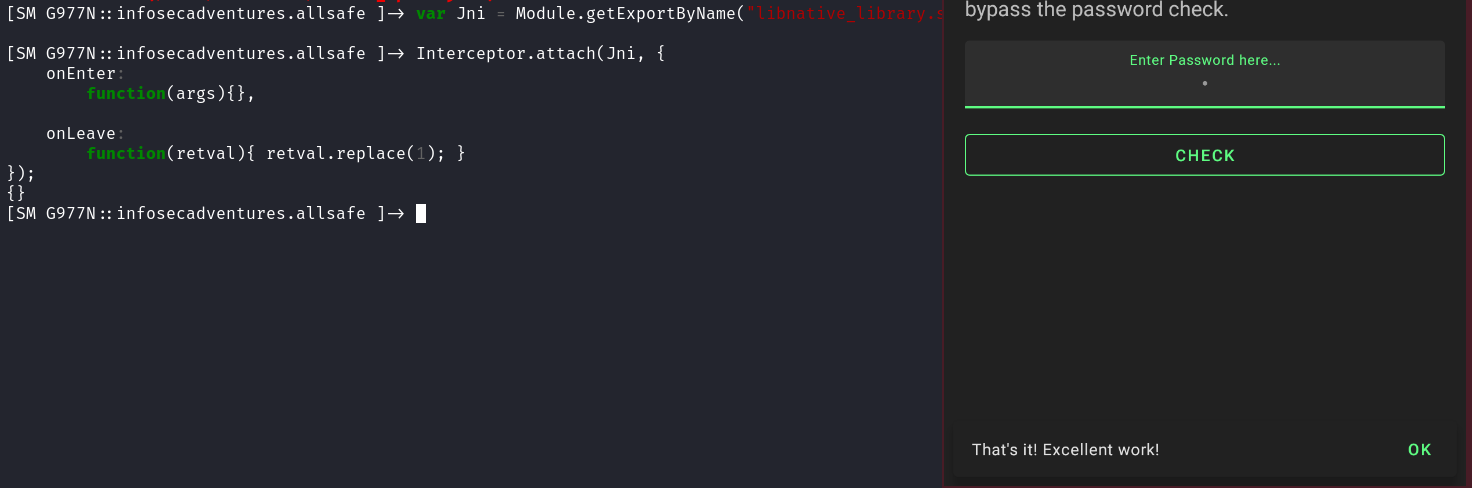 [SM G977N::infosecadventures.allsafe ]-> var Jni = Module.getExportByName("libnative_library.s
[SM G977N::infosecadventures.allsafe ]-> Interceptor.attach(Jni, {
    onEnter:
        function(args){},
    onLeave:
        function(retval){ retval.replace(1); }
});
{}
[SM G977N::infosecadventures.allsafe ]->
bypass the password check.
Enter Password here...
•
CHECK
That's it! Excellent work!
OK